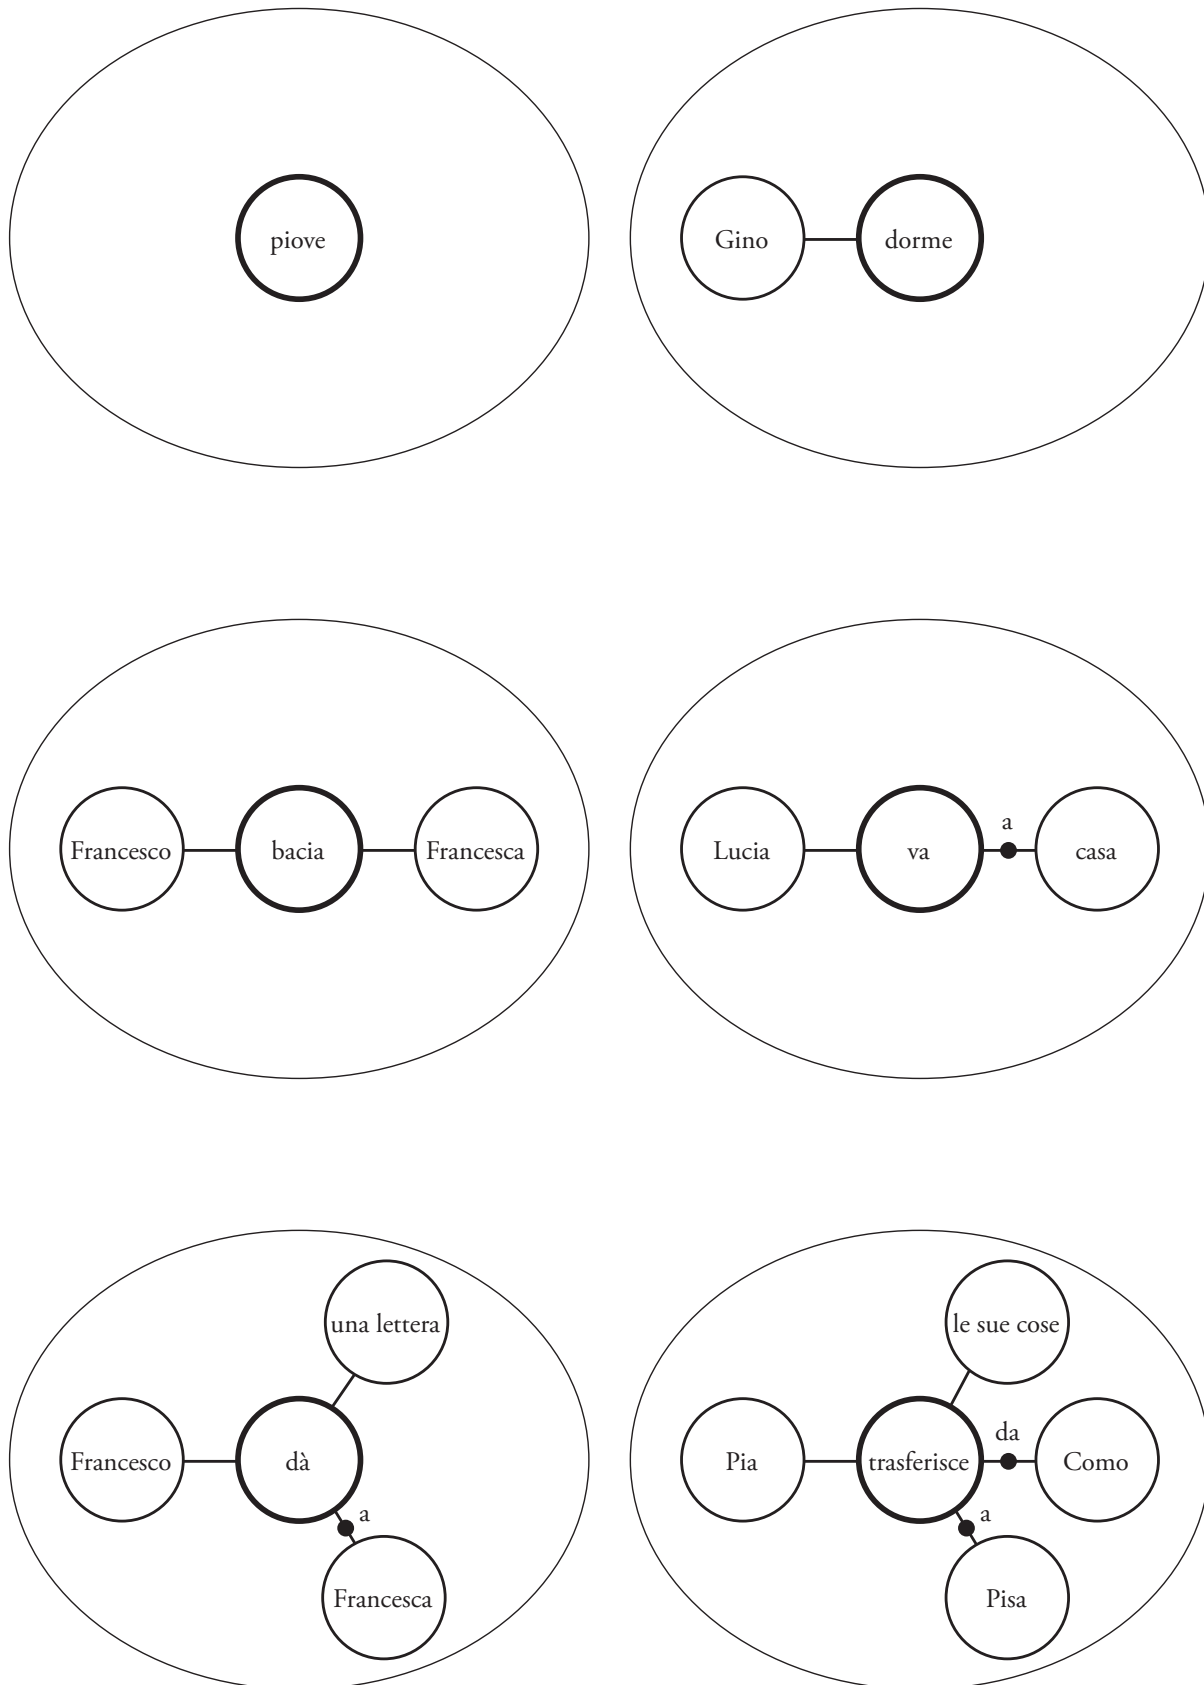 piove
Gino dorme
Francesco bacia Francesca
Lucia va a casa
una lettera
Francesco dà
a
Francesca
le sue cose
Pia trasferisce da Como
a
Pisa